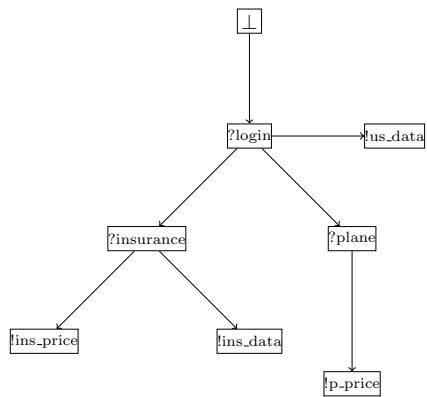 ⊥
?login
!us_data
?insurance
?plane
!ins_price
!ins_data
!p_price